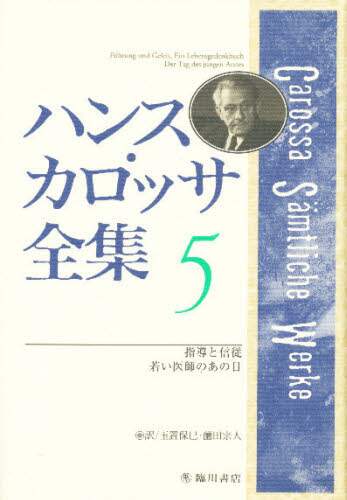 Führung und Geleit, Ein Lebensgedenkbuch
Der Tag des jungen Arztes
ハンス・
カロッサ
全集
5
Carossa Sämtliche Werke
指導と信従
若い医師のあの日
訳/玉置保巳・薗田宗人
臨川書店